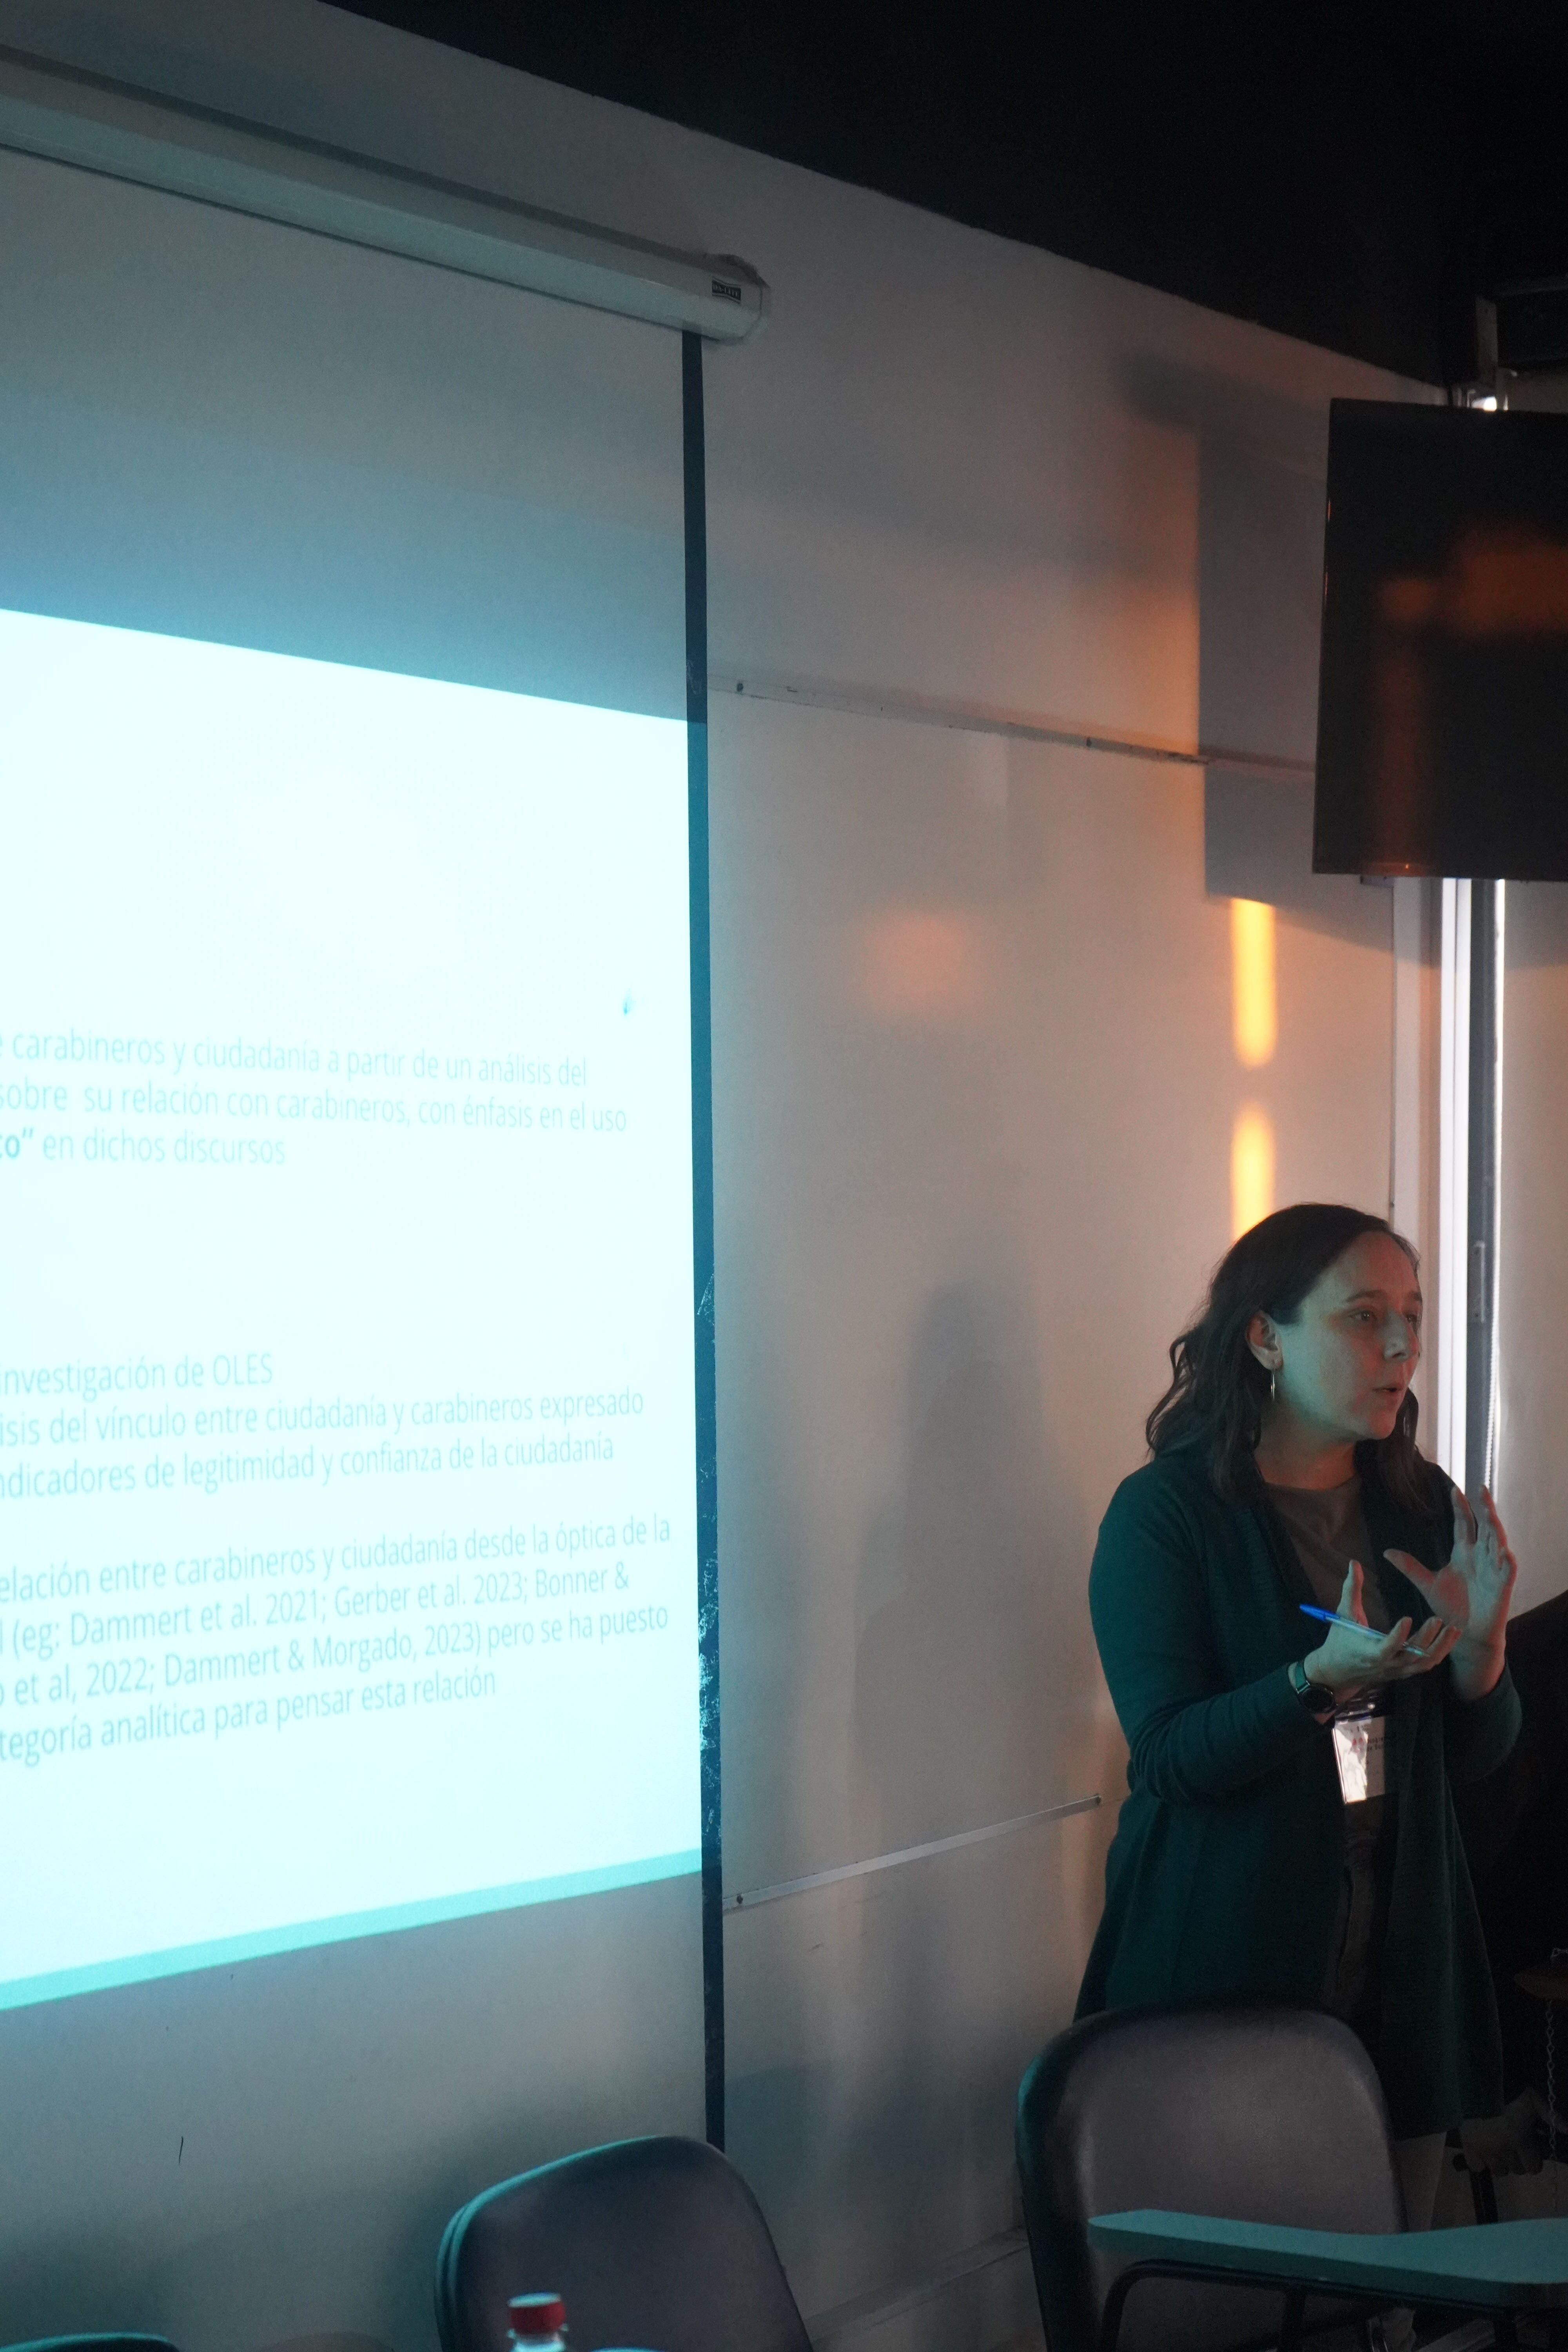 carabineros y ciudadanía a partir de un análisis del
sobre su relación con carabineros, con énfasis en el uso
to” en dichos discursos
investigación de OLES
isis del vínculo entre ciudadanía y carabineros expresado
ndicadores de legitimidad y confianza de la ciudadanía
elación entre carabineros y ciudadanía desde la óptica de la
l (eg: Dammert et al. 2021; Gerber et al. 2023; Bonner &
o et al, 2022; Dammert & Morgado, 2023) pero se ha puesto
tegoría analítica para pensar esta relación